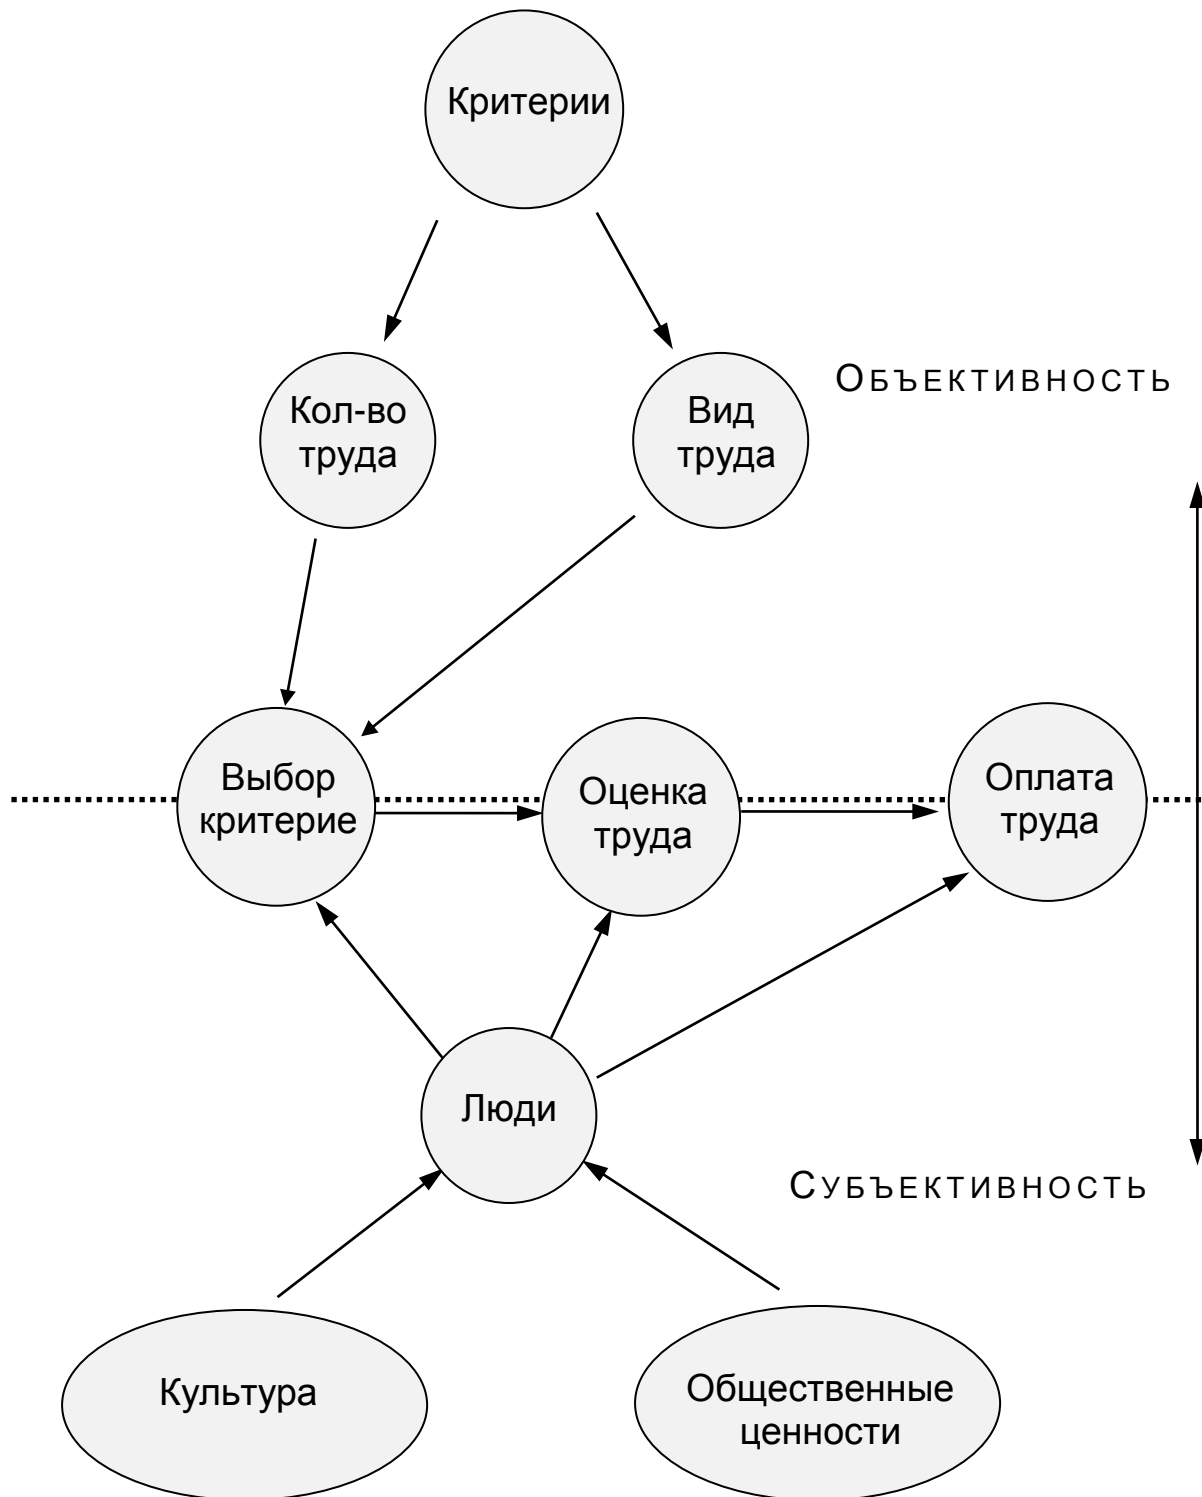 Критерии
Кол-во
труда
Вид
труда
ОБЪЕКТИВНОСТЬ
Выбор
критерие
Оценка
труда
Оплата
труда
Люди
СУБЪЕКТИВНОСТЬ
Культура
Общественные
ценности